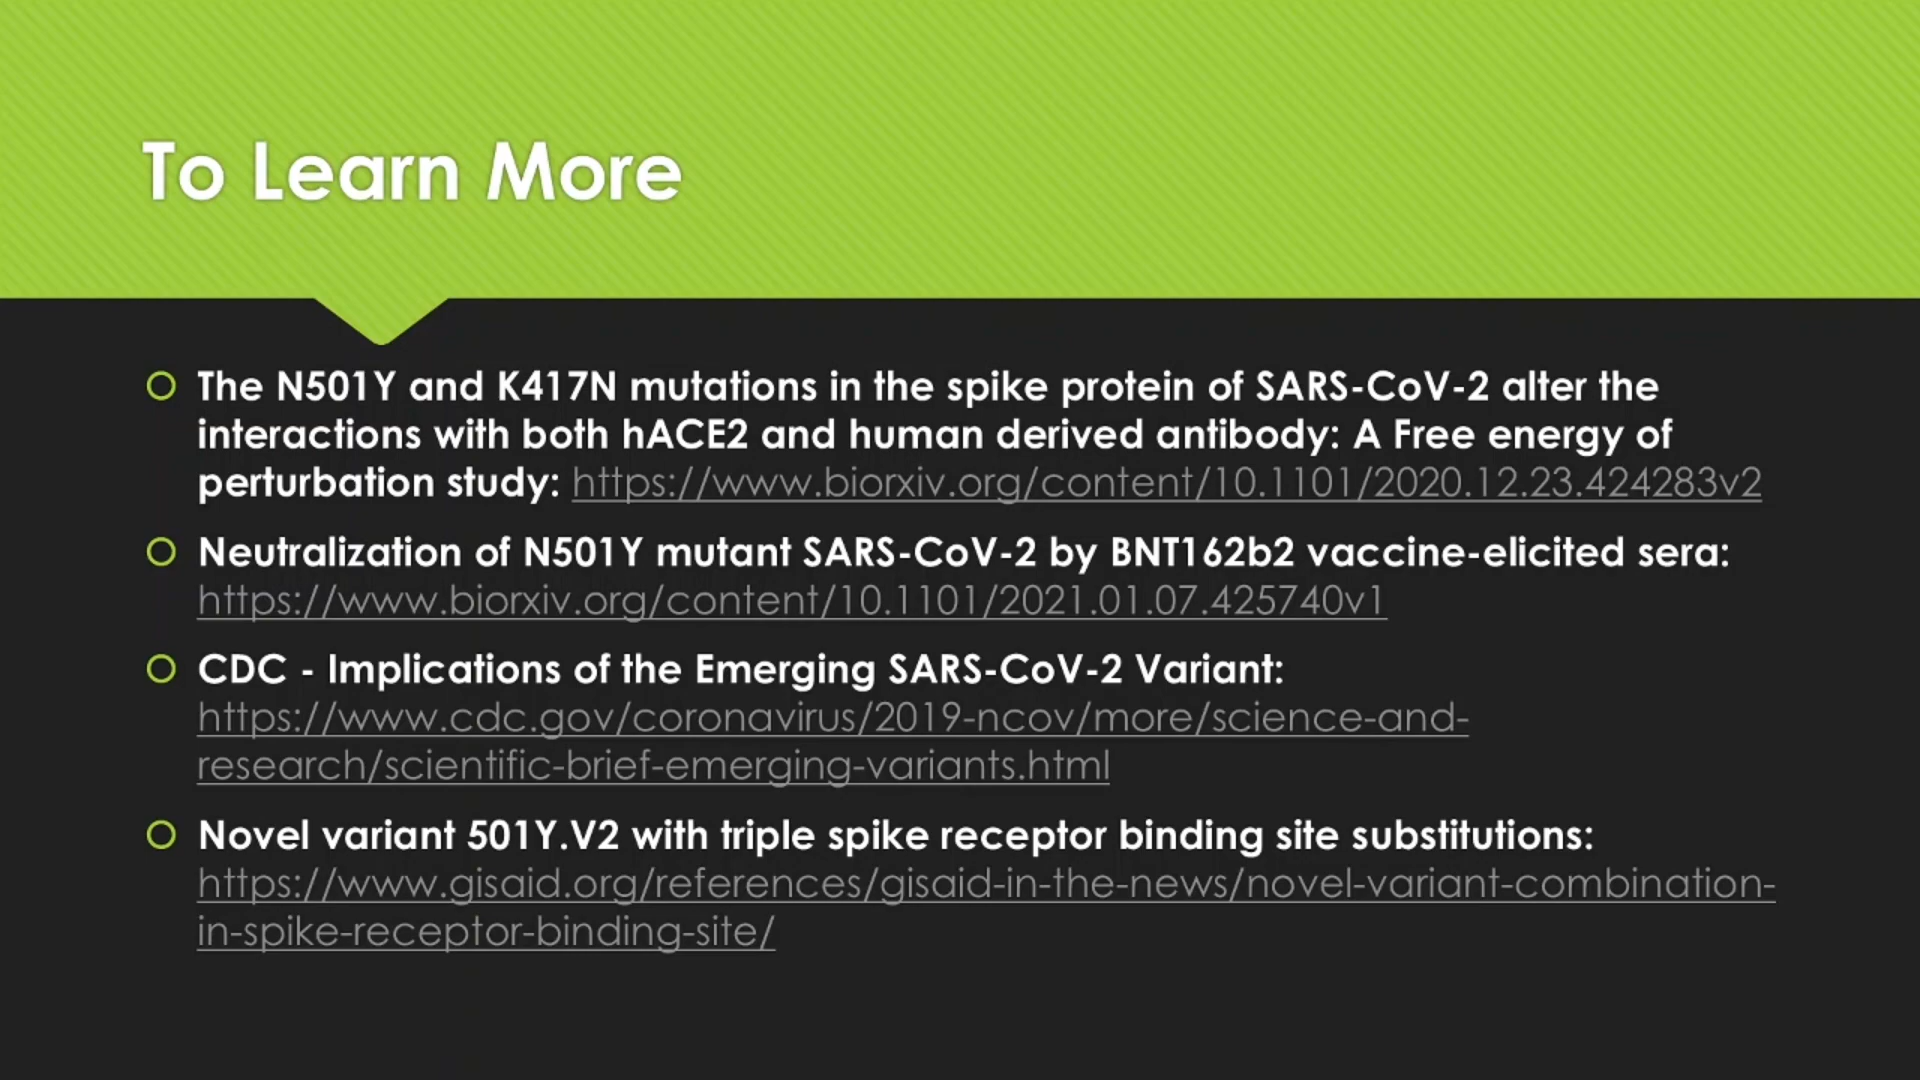 To Learn More
The N501Y and K417N mutations in the spike protein of SARS-CoV-2 alter the
interactions with both hACE2 and human derived antibody: A Free energy of
perturbation study: https://www.biorxiv.org/content/10.1101/2020.12.23.424283v2
Neutralization of N501Y mutant SARS-CoV-2 by BNT162b2 vaccine-elicited sera:
https://www.biorxiv.org/content/10.1101/2021.01.07.425740v1
CDC - Implications of the Emerging SARS-CoV-2 Variant:
https://www.cdc.gov/coronavirus/2019-ncov/more/science-and-
research/scientific-brief-emerging-variants.html
Novel variant 501Y.V2 with triple spike receptor binding site substitutions:
https://www.gisaid.org/references/gisaid-in-the-news/novel-variant-combination-
in-spike-receptor-binding-site/